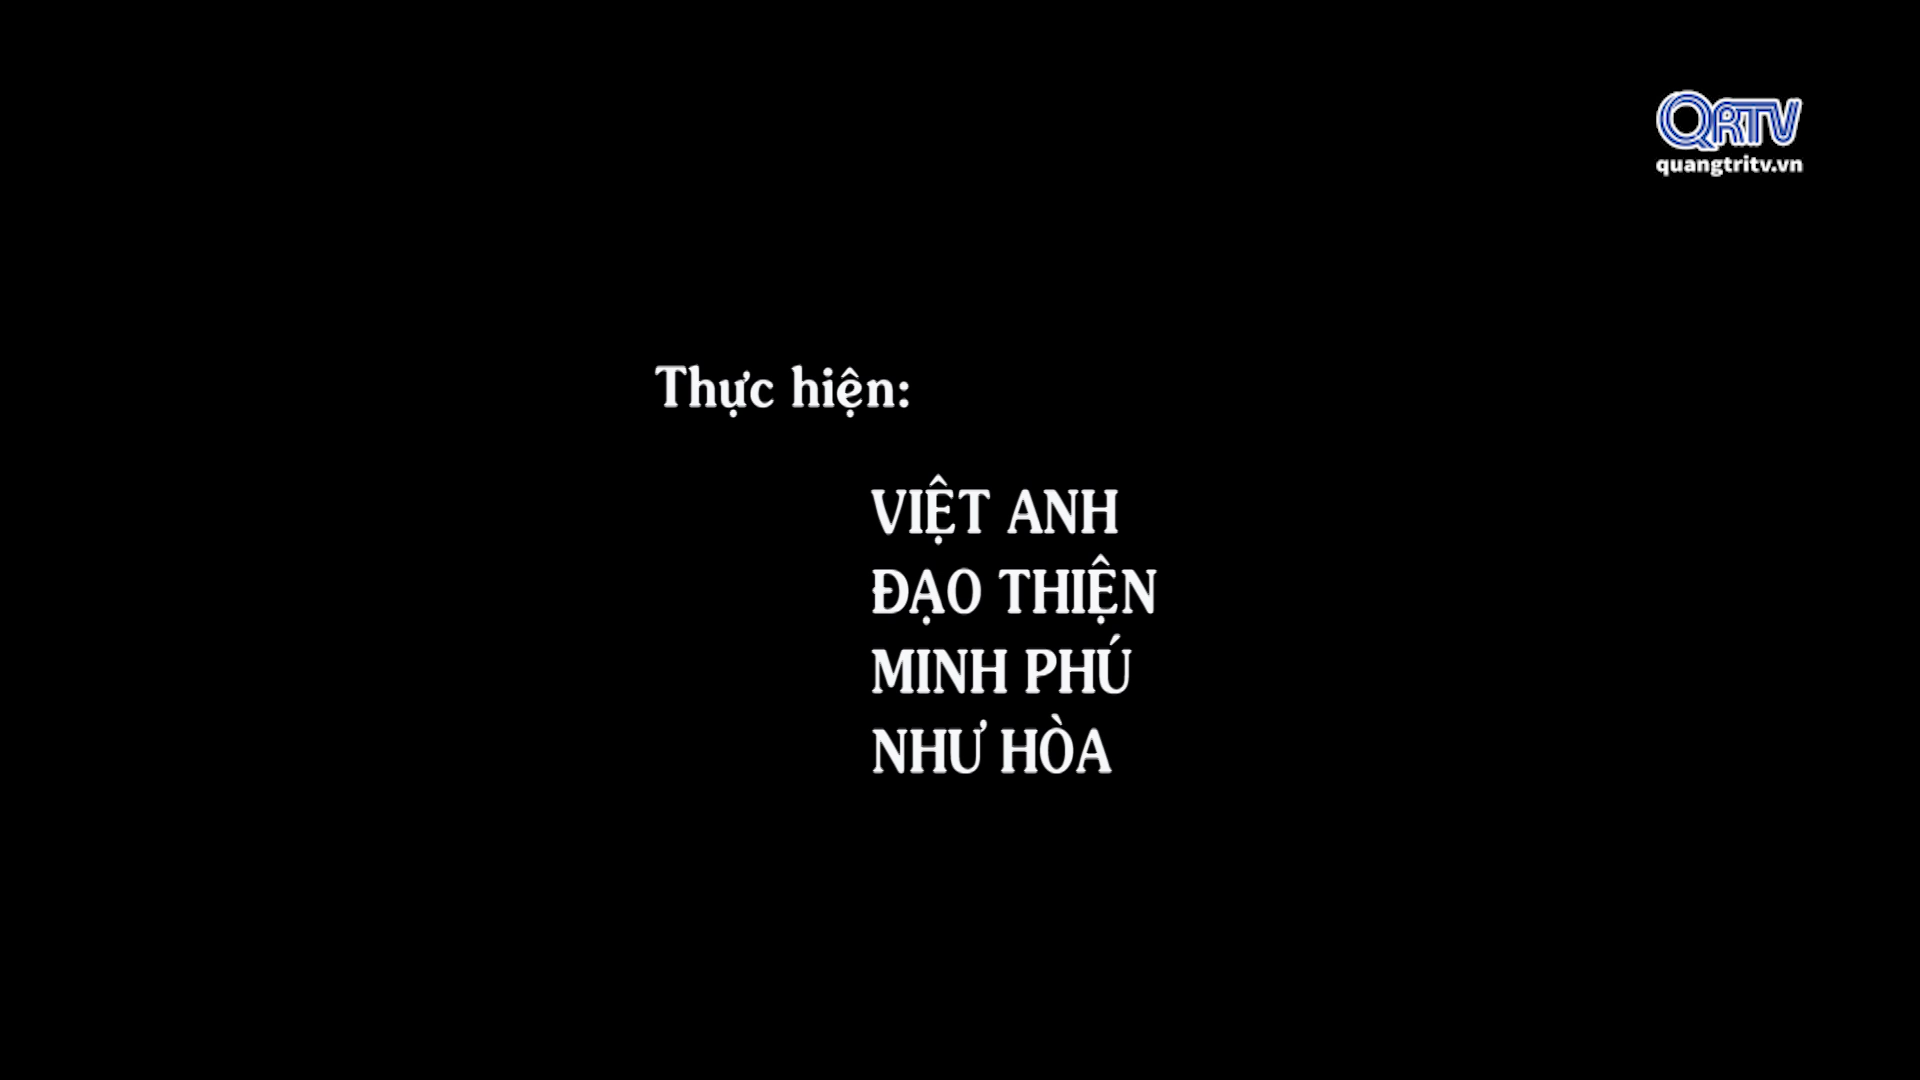 QRTV
quangtritv.vn
Thực hiện:
VIỆT ANH
ĐẠO THIỆN
MINH PHÚ
NHƯ HÒA